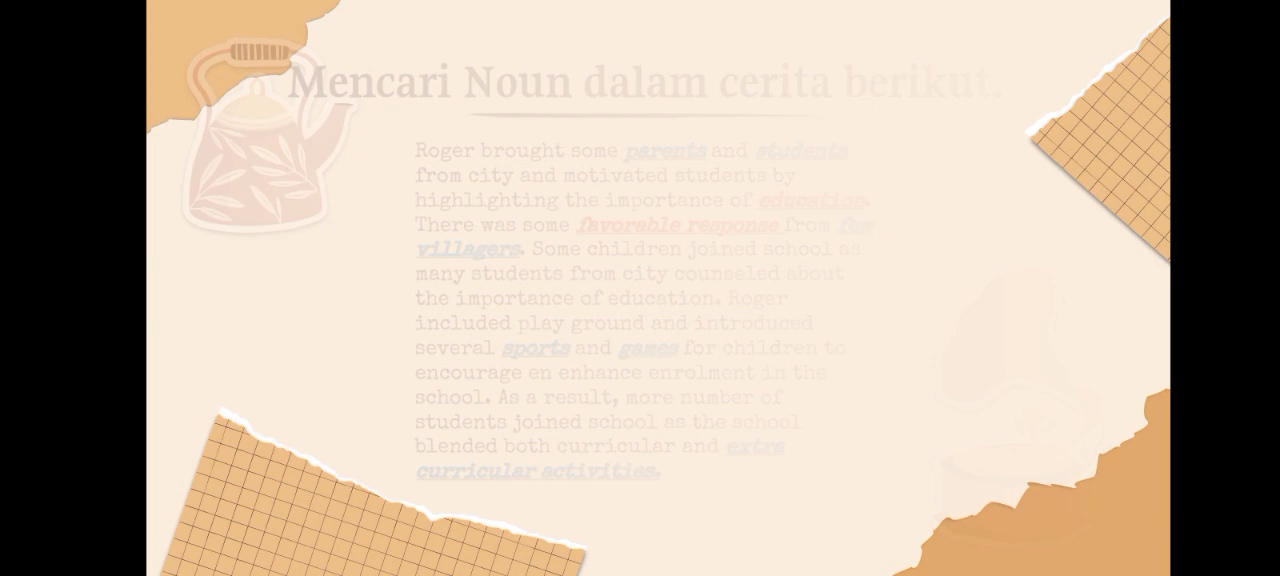 Mencari Noun dalam cerita berikut.
Roger brought some parents and students
from city and motivated students by
highlighting the importance of education.
There was some favorable response from few
villagers. Some children joined school as
many students from city counseled about
the importance of education. Roger
included play ground and introduced
several sports and games for children to
encourage en enhance enrolment in the
school. As a result, more number of
students joined school as the school
blended both curricular and extra
curricular activities.